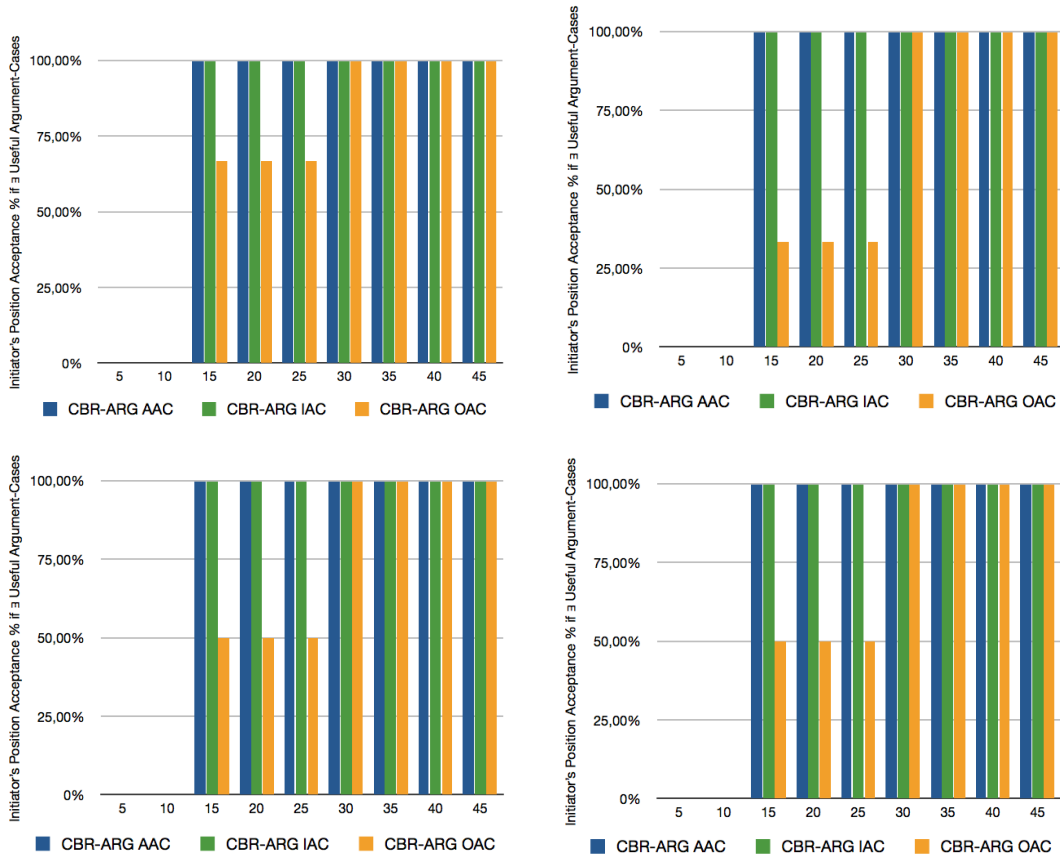 Initiator's Position Acceptance % if ∃ Useful Argument-Cases
100,00%
75,00%
50,00%
25,00%
0%
5 10 15 20 25 30 35 40 45
CBR-ARG AAC CBR-ARG IAC CBR-ARG OAC
Initiator's Position Acceptance % if ∃ Useful Argument-Cases
100,00%
75,00%
50,00%
25,00%
0%
5 10 15 20 25 30 35 40 45
CBR-ARG AAC CBR-ARG IAC CBR-ARG OAC
Initiator's Position Acceptance % if ∃ Useful Argument-Cases
100,00%
75,00%
50,00%
25,00%
0%
5 10 15 20 25 30 35 40 45
CBR-ARG AAC CBR-ARG IAC CBR-ARG OAC
Initiator's Position Acceptance % if ∃ Useful Argument-Cases
100,00%
75,00%
50,00%
25,00%
0%
5 10 15 20 25 30 35 40 45
CBR-ARG AAC CBR-ARG IAC CBR-ARG OAC